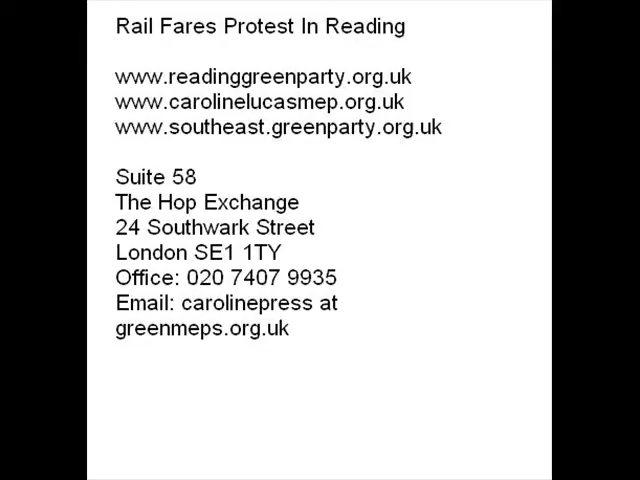 Rail Fares Protest In Reading
www.readinggreenparty.org.uk
www.carolinelucasmep.org.uk
www.southeast.greenparty.org.uk
Suite 58
The Hop Exchange
24 Southwark Street
London SE1 1TY
Office: 020 7407 9935
Email: carolinepress at
greenmeps.org.uk